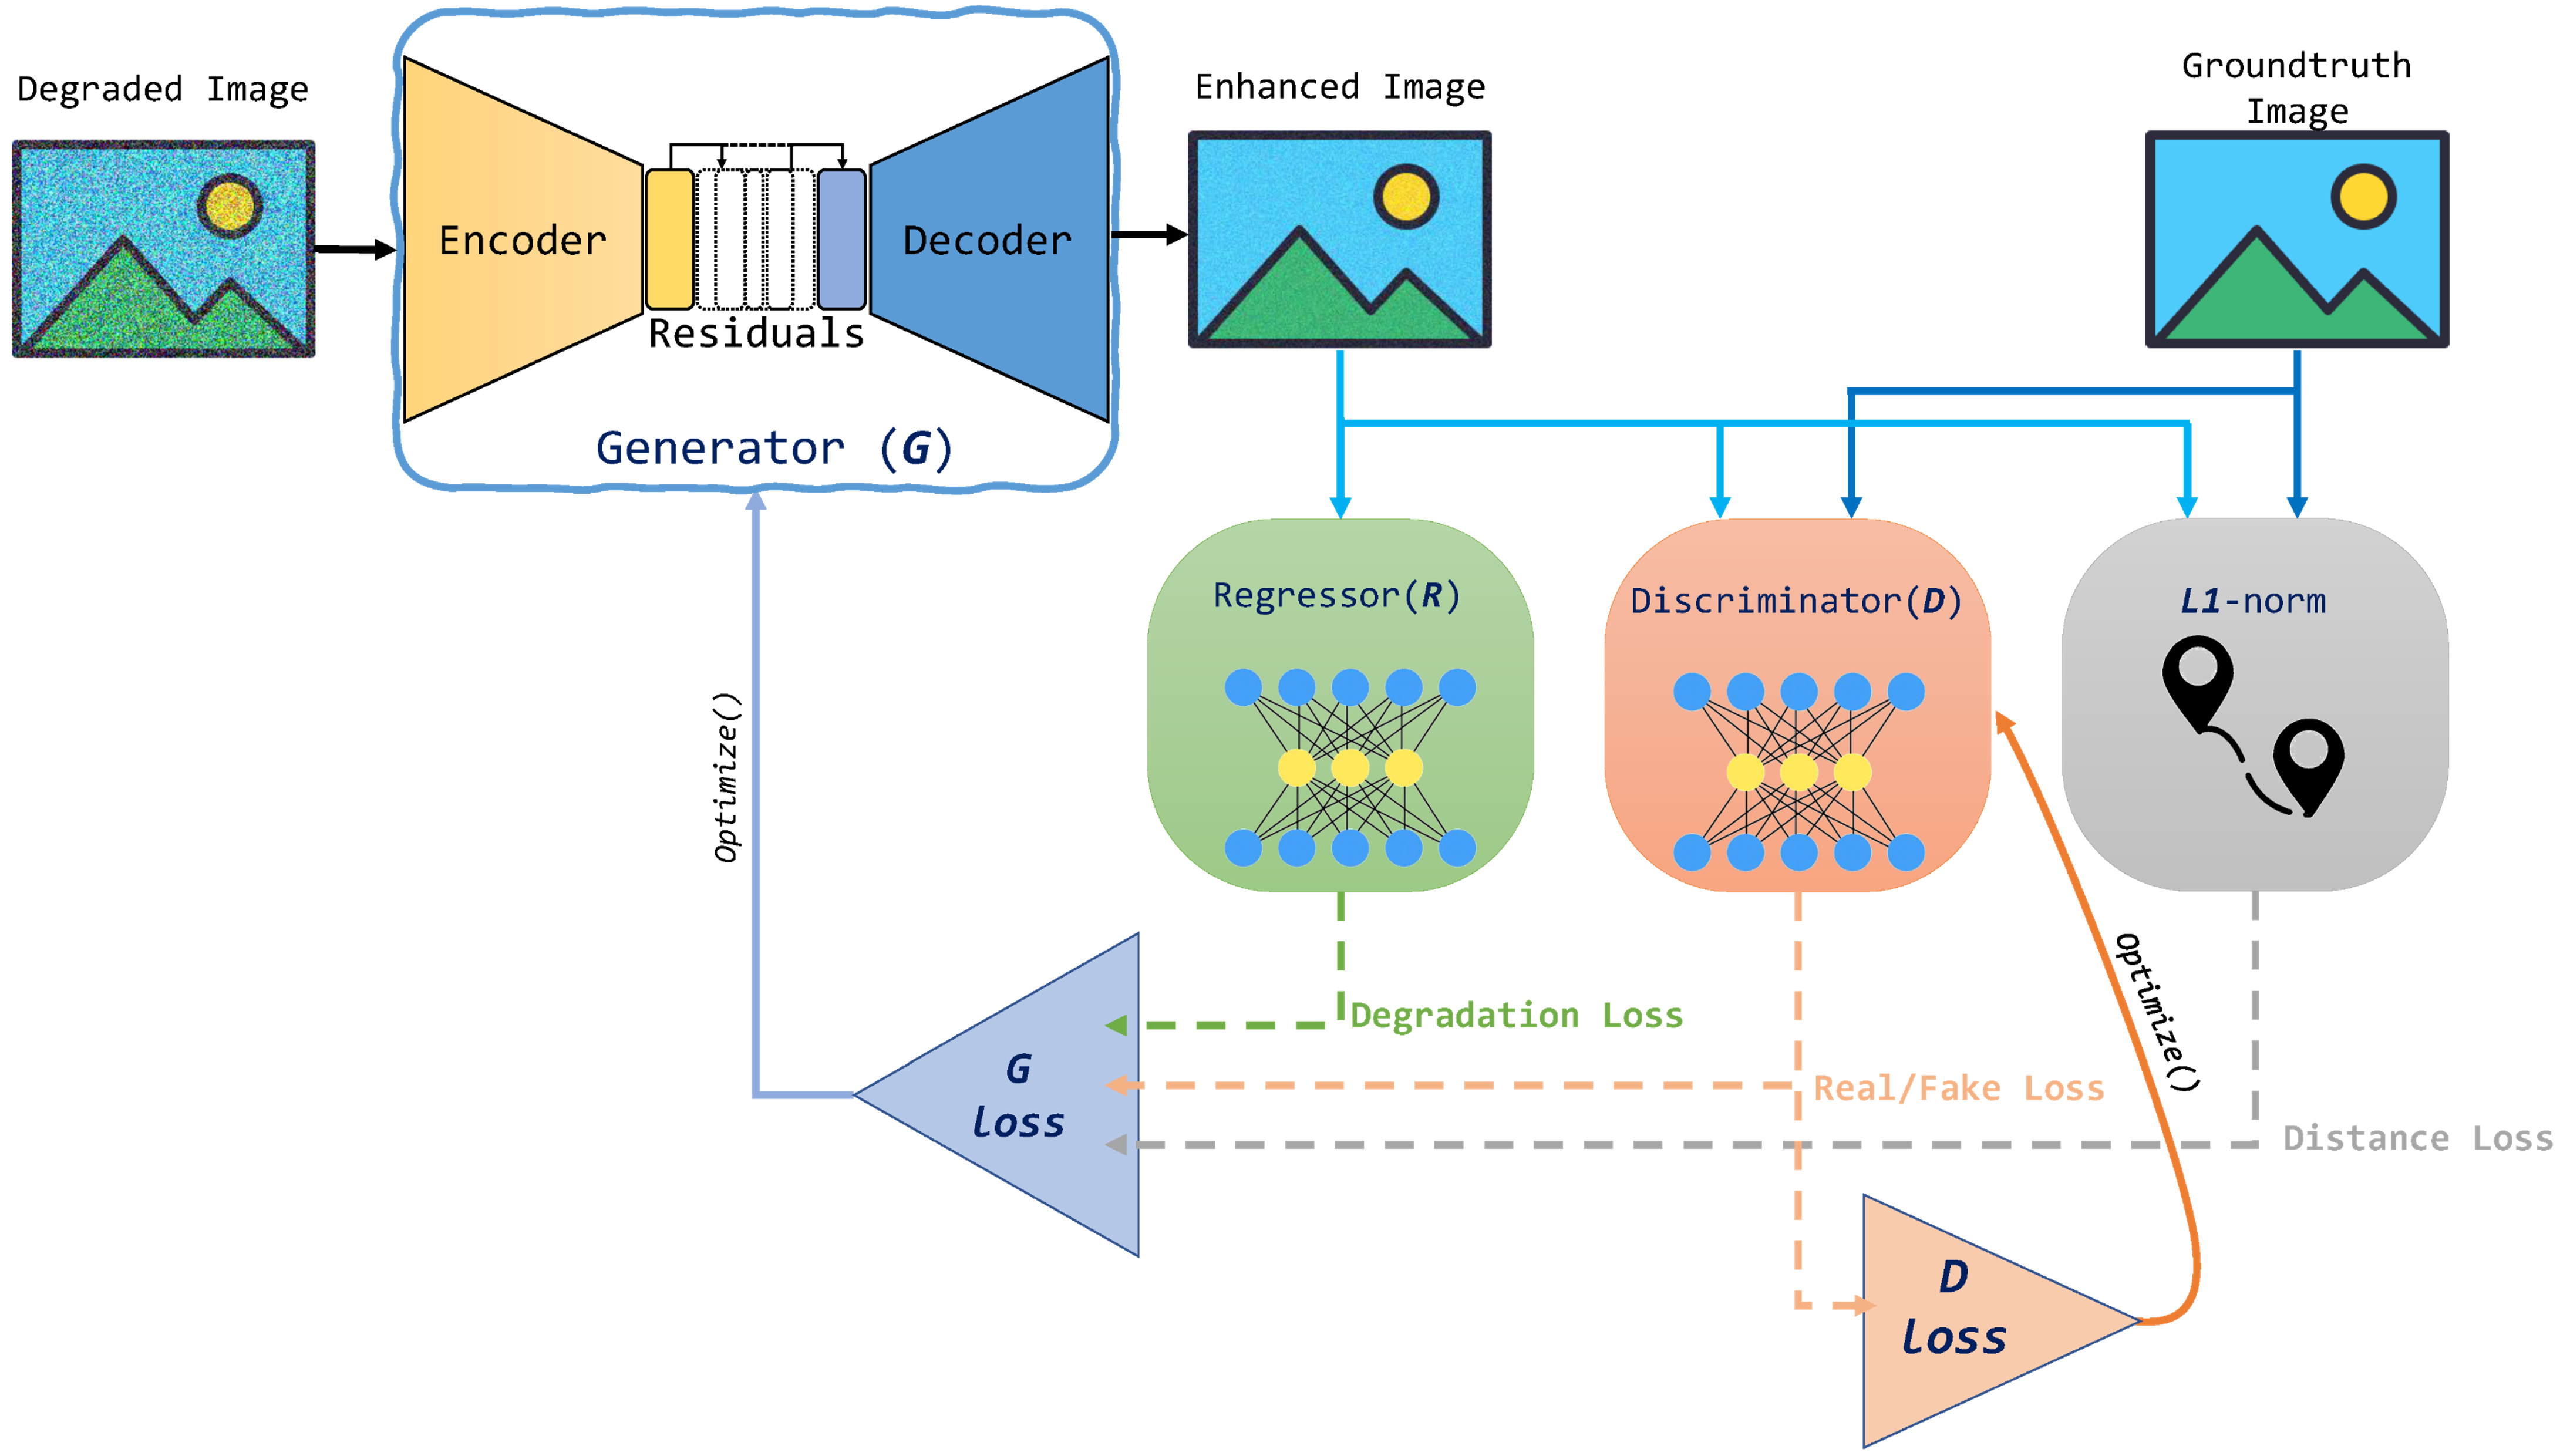 Degraded Image
Enhanced Image
Groundtruth
Image
Encoder
Decoder
Residuals
Generator (G)
Regressor(R)
Discriminator(D)
L1-norm
Optimize()
Optimize()
Degradation Loss
G
loss
Real/Fake Loss
Distance Loss
D
loss